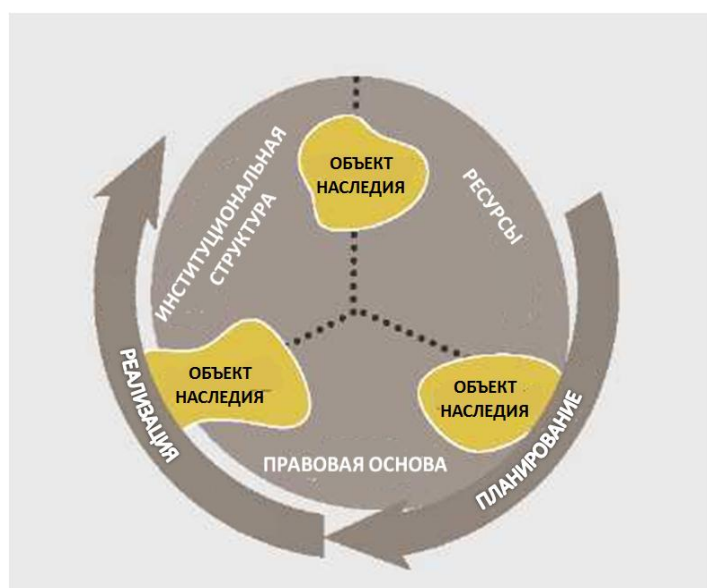 ОБЪЕКТ
НАСЛЕДИЯ
ИНСТИТУЦИОНАЛЬНАЯ
СТРУКТУРА
РЕСУРСЫ
ОБЪЕКТ
НАСЛЕДИЯ
ОБЪЕКТ
НАСЛЕДИЯ
РЕАЛИЗАЦИЯ
ПЛАНИРОВАНИЕ
ПРАВОВАЯ ОСНОВА